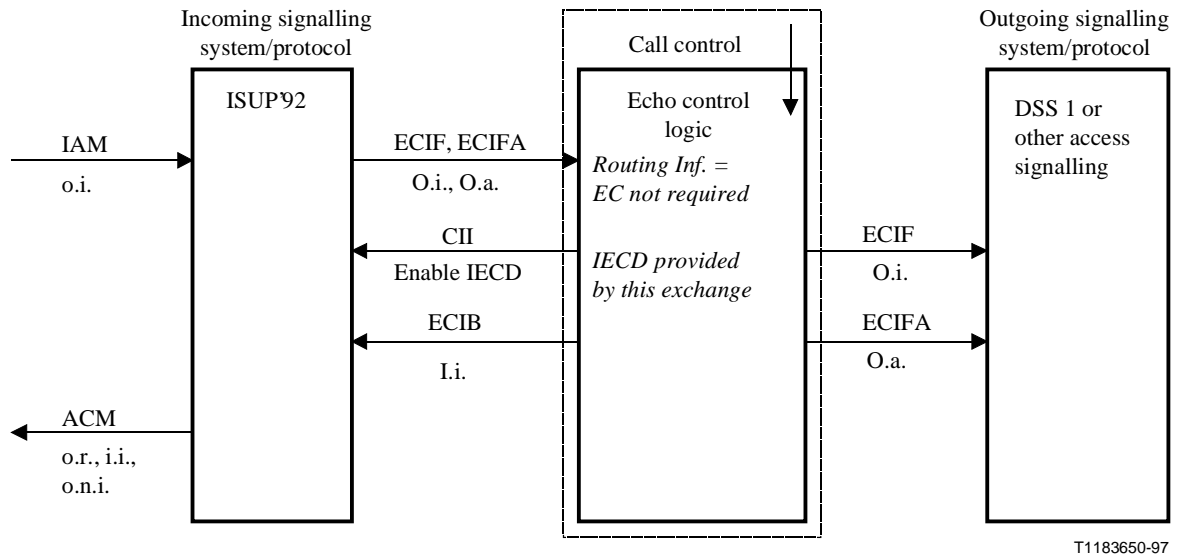 Incoming signalling
system/protocol
Call control
Outgoing signalling
system/protocol
ISUP'92
Echo control
logic
DSS 1 or
other access
signalling
IAM
o.i.
ECIF, ECIFA
O.i., O.a.
Routing Inf. =
EC not required
CII
Enable IECD
IECD provided
by this exchange
ECIF
O.i.
ECIB
I.i.
ECIFA
O.a.
ACM
o.r., i.i.,
o.n.i.
T1183650-97